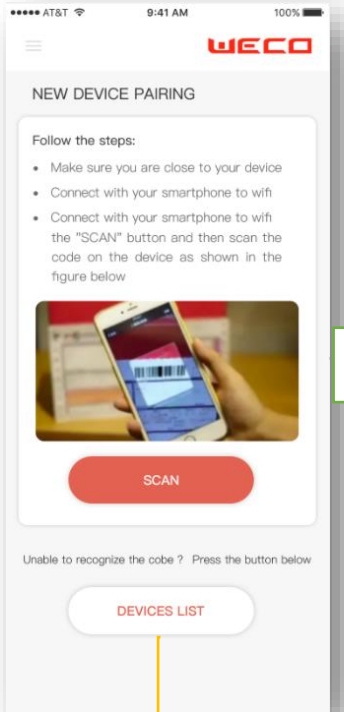 AT&T 9:41 AM 100%
WECO
NEW DEVICE PAIRING
Follow the steps:
• Make sure you are close to your device
• Connect with your smartphone to wifi
• Connect with your smartphone to wifi
the "SCAN" button and then scan the
code on the device as shown in the
figure below
SCAN
Unable to recognize the cobe ? Press the button below
DEVICES LIST